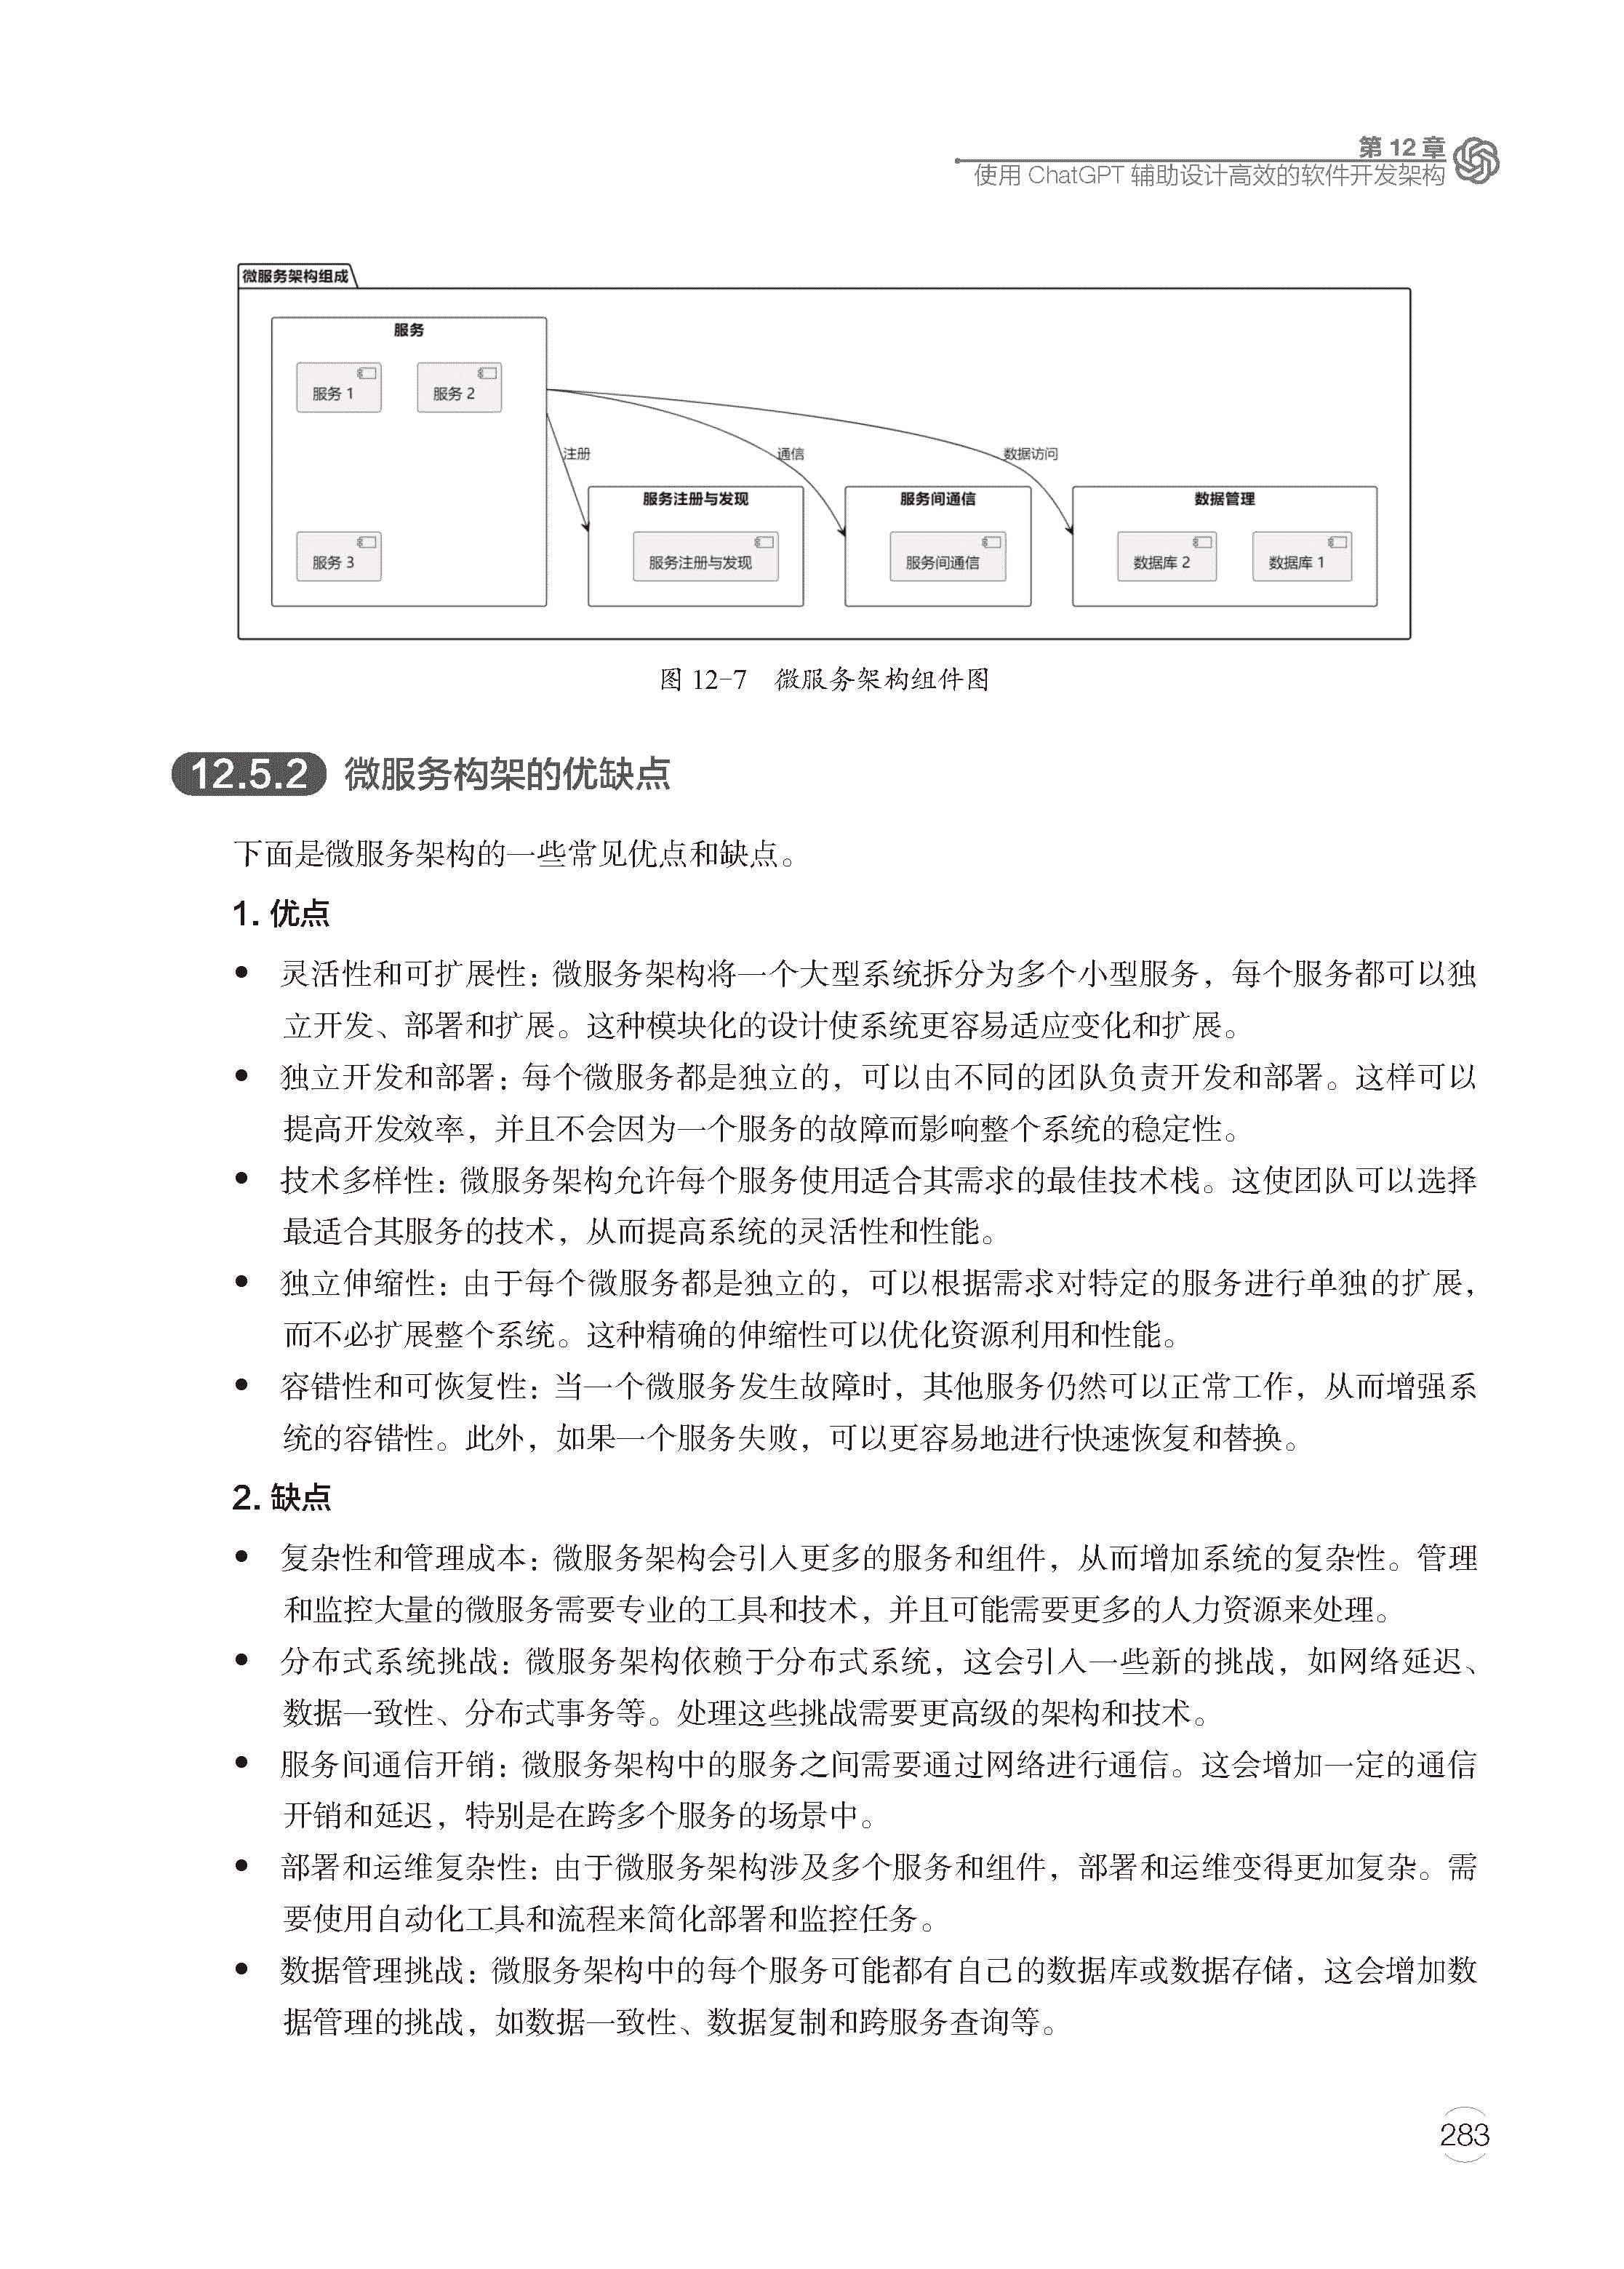 第 12 章
使用 ChatGPT 辅助设计高效的软件开发架构
微服务架构组成
服务
服务 1
服务 2
注册
通信
数据访问
服务注册与发现
服务间通信
数据管理
服务 3
服务注册与发现
服务间通信
数据库 2
数据库 1
图 12-7 微服务架构组件图
12.5.2 微服务构架的优缺点
下面是微服务架构的一些常见优点和缺点。
1. 优点
● 灵活性和可扩展性：微服务架构将一个大型系统拆分为多个小型服务，每个服务都可以独
立开发、部署和扩展。这种模块化的设计使系统更容易适应变化和扩展。
● 独立开发和部署：每个微服务都是独立的，可以由不同的团队负责开发和部署。这样可以
提高开发效率，并且不会因为一个服务的故障而影响整个系统的稳定性。
● 技术多样性：微服务架构允许每个服务使用适合其需求的最佳技术栈。这使团队可以选择
最适合其服务的技术，从而提高系统的灵活性和性能。
● 独立伸缩性：由于每个微服务都是独立的，可以根据需求对特定的服务进行单独的扩展，
而不必扩展整个系统。这种精确的伸缩性可以优化资源利用和性能。
● 容错性和可恢复性：当一个微服务发生故障时，其他服务仍然可以正常工作，从而增强系
统的容错性。此外，如果一个服务失败，可以更容易地进行快速恢复和替换。
2. 缺点
● 复杂性和管理成本：微服务架构会引入更多的服务和组件，从而增加系统的复杂性。管理
和监控大量的微服务需要专业的工具和技术，并且可能需要更多的人力资源来处理。
● 分布式系统挑战：微服务架构依赖于分布式系统，这会引入一些新的挑战，如网络延迟、
数据一致性、分布式事务等。处理这些挑战需要更高级的架构和技术。
● 服务间通信开销：微服务架构中的服务之间需要通过网络进行通信。这会增加一定的通信
开销和延迟，特别是在跨多个服务的场景中。
● 部署和运维复杂性：由于微服务架构涉及多个服务和组件，部署和运维变得更加复杂。需
要使用自动化工具和流程来简化部署和监控任务。
● 数据管理挑战：微服务架构中的每个服务可能都有自己的数据库或数据存储，这会增加数
据管理的挑战，如数据一致性、数据复制和跨服务查询等。
283